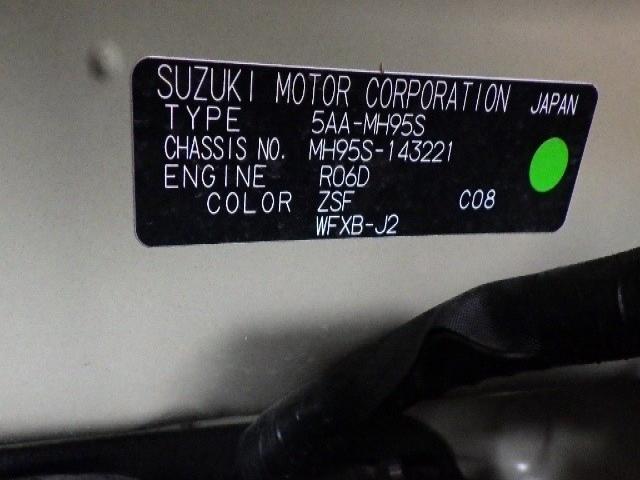 SUZUKI MOTOR CORPORATION JAPAN
TYPE 5AA-MH95S
CHASSIS NO. MH95S-143221
ENGINE R06D
COLOR ZSF C08
WFXB-J2